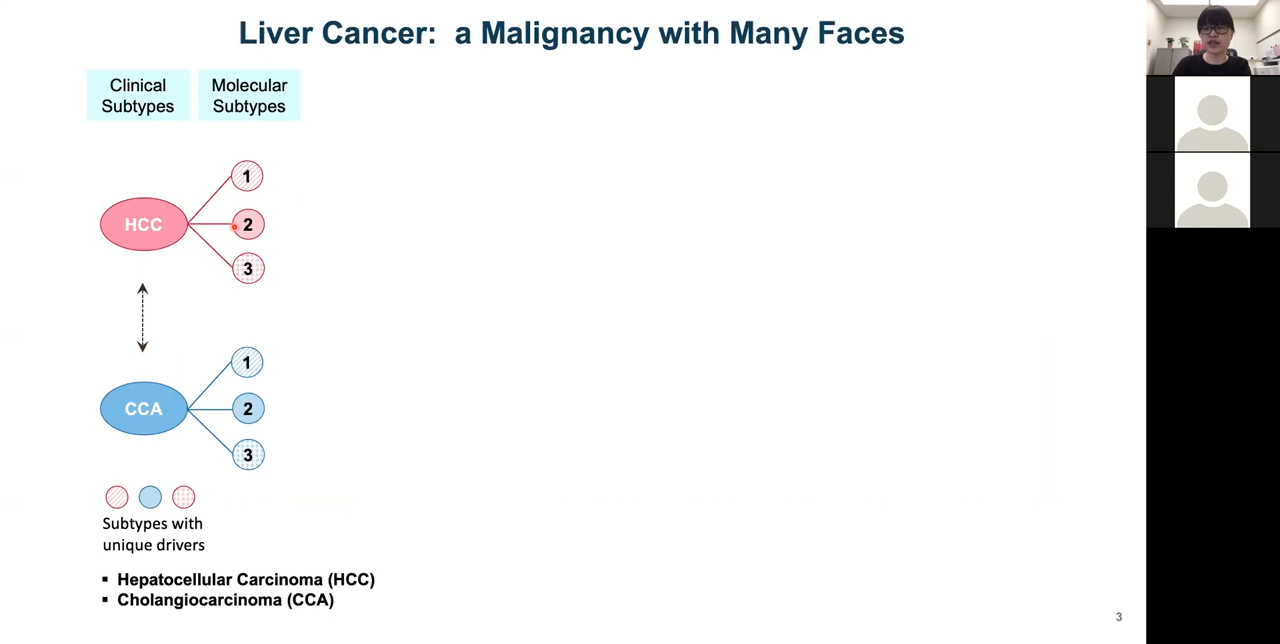 Liver Cancer:  a Malignancy with Many Faces
Clinical
Subtypes
Molecular
Subtypes
HCC
1
2
3
CCA
1
2
3
Subtypes with
unique drivers
▪ Hepatocellular Carcinoma (HCC)
▪ Cholangiocarcinoma (CCA)
3